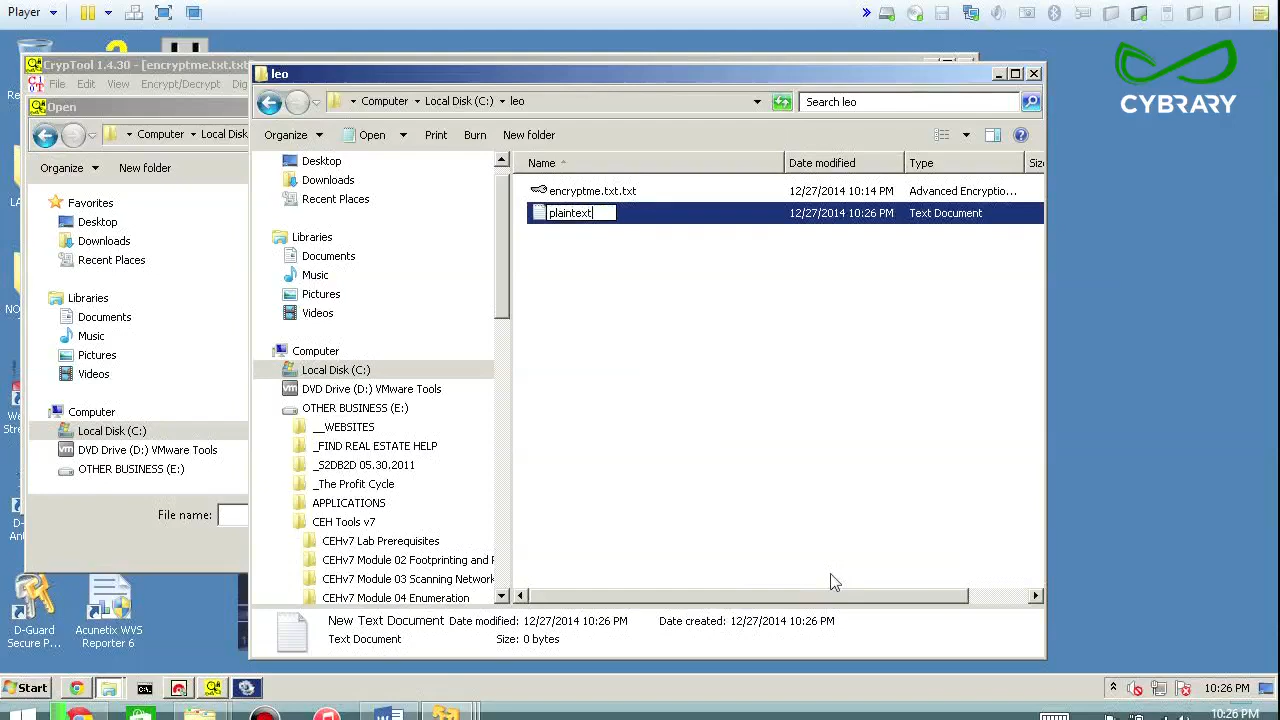 Player
CrypTool 1.4.30 - [encryptme.txt.txt
File Edit View Encrypt/Decrypt Dig
Open
Computer Local Disk
Organize New folder
Favorites
Desktop
Downloads
Recent Places
Libraries
Documents
Music
Pictures
Videos
Computer
Local Disk (C:)
DVD Drive (D:) VMware Tools
OTHER BUSINESS (E:)
File name:
leo
Computer Local Disk (C:) leo
Search leo
Organize Open Print Burn New folder
Desktop
Downloads
Recent Places
Libraries
Documents
Music
Pictures
Videos
Computer
Local Disk (C:)
DVD Drive (D:) VMware Tools
OTHER BUSINESS (E:)
__WEBSITES
_FIND REAL ESTATE HELP
_S2DB2D 05.30.2011
_The Profit Cycle
APPLICATIONS
CEH Tools v7
CEHv7 Lab Prerequisites
CEHv7 Module 02 Footprinting and
CEHv7 Module 03 Scanning Network
CEHv7 Module 04 Enumeration
Name Date modified Type
encryptme.txt.txt 12/27/2014 10:14 PM Advanced Encryptio...
plaintext 12/27/2014 10:26 PM Text Document
New Text Document Date modified: 12/27/2014 10:26 PM Date created: 12/27/2014 10:26 PM
Text Document Size: 0 bytes
CYBRARY
D-Guard
Secure P...
Acunetix WVS
Reporter 6
Start
10:26 PM
10:26 PM